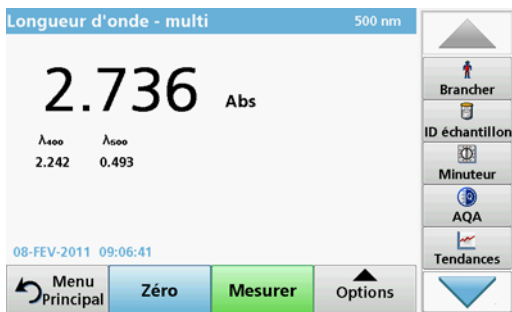 Longueur d'onde - multi 500 nm
2.736 Abs
λ₄₀₀ λ₅₀₀
2.242 0.493
08-FEV-2011 09:06:41
Menu
Principal
Zéro
Mesurer
Options
Brancher
ID échantillon
Minuteur
AQA
Tendances